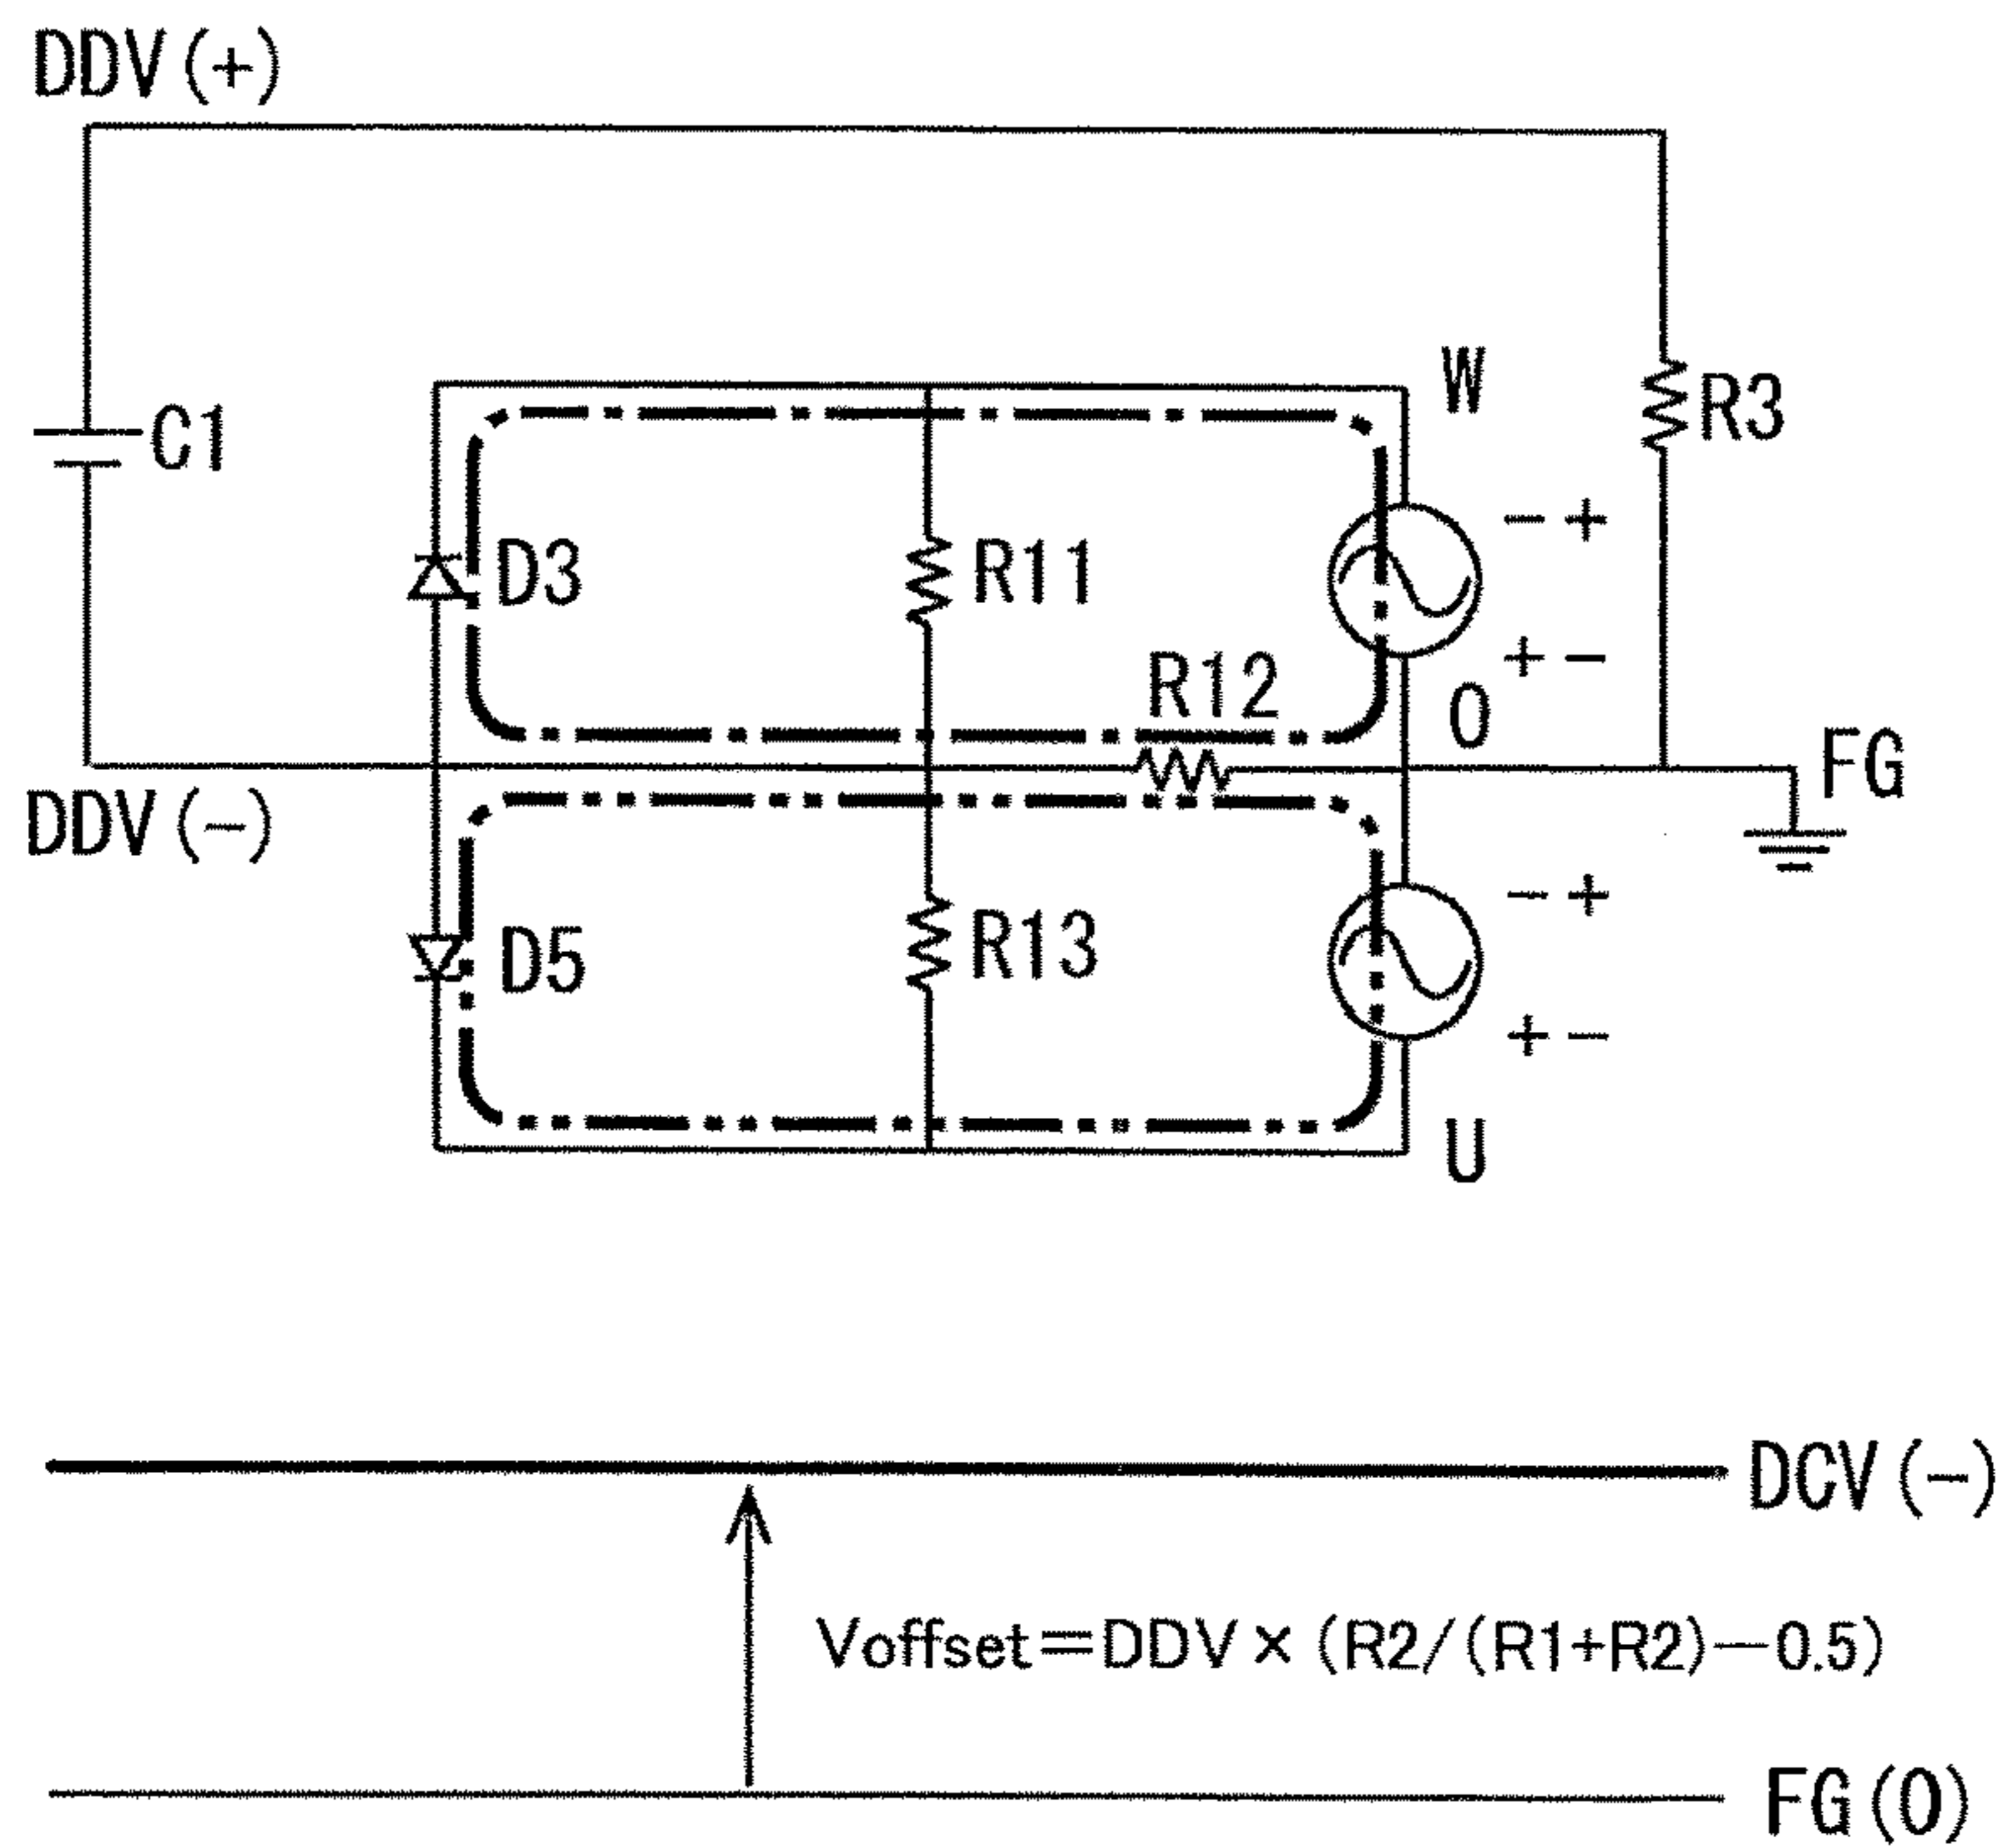 DDV(+)
W
C1
R3
- +
D3
R11
+ -
R12
O
FG
DDV(-)
- +
D5
R13
+ -
U
DCV(-)
Voffset=DDV×(R2/(R1+R2)-0.5)
FG(0)